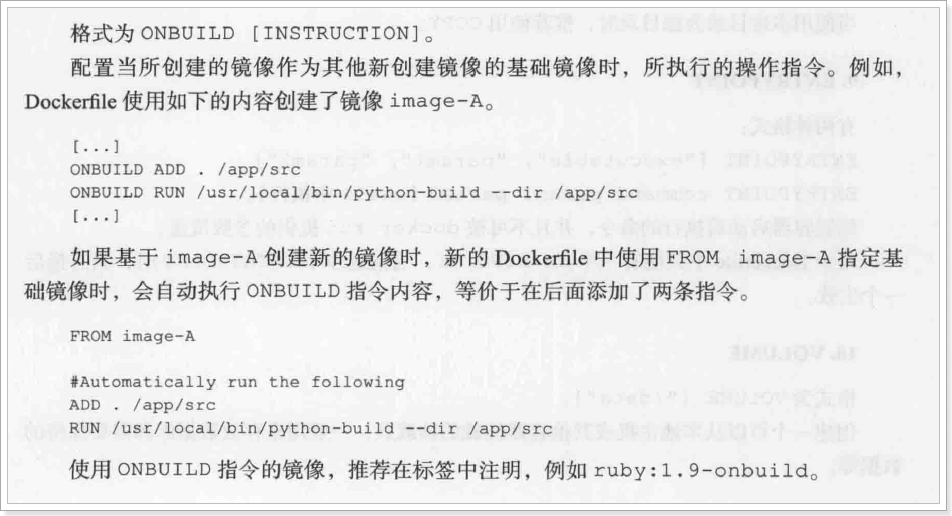 格式为 ONBUILD [INSTRUCTION]。
配置当所创建的镜像作为其他新创建镜像的基础镜像时，所执行的操作指令。例如，
Dockerfile 使用如下的内容创建了镜像 image-A。
[...]
ONBUILD ADD . /app/src
ONBUILD RUN /usr/local/bin/python-build --dir /app/src
[...]
如果基于 image-A 创建新的镜像时，新的 Dockerfile 中使用 FROM image-A 指定基
础镜像时，会自动执行 ONBUILD 指令内容，等价于在后面添加了两条指令。
FROM image-A
#Automatically run the following
ADD . /app/src
RUN /usr/local/bin/python-build --dir /app/src
使用 ONBUILD 指令的镜像，推荐在标签中注明，例如 ruby:1.9-onbuild。